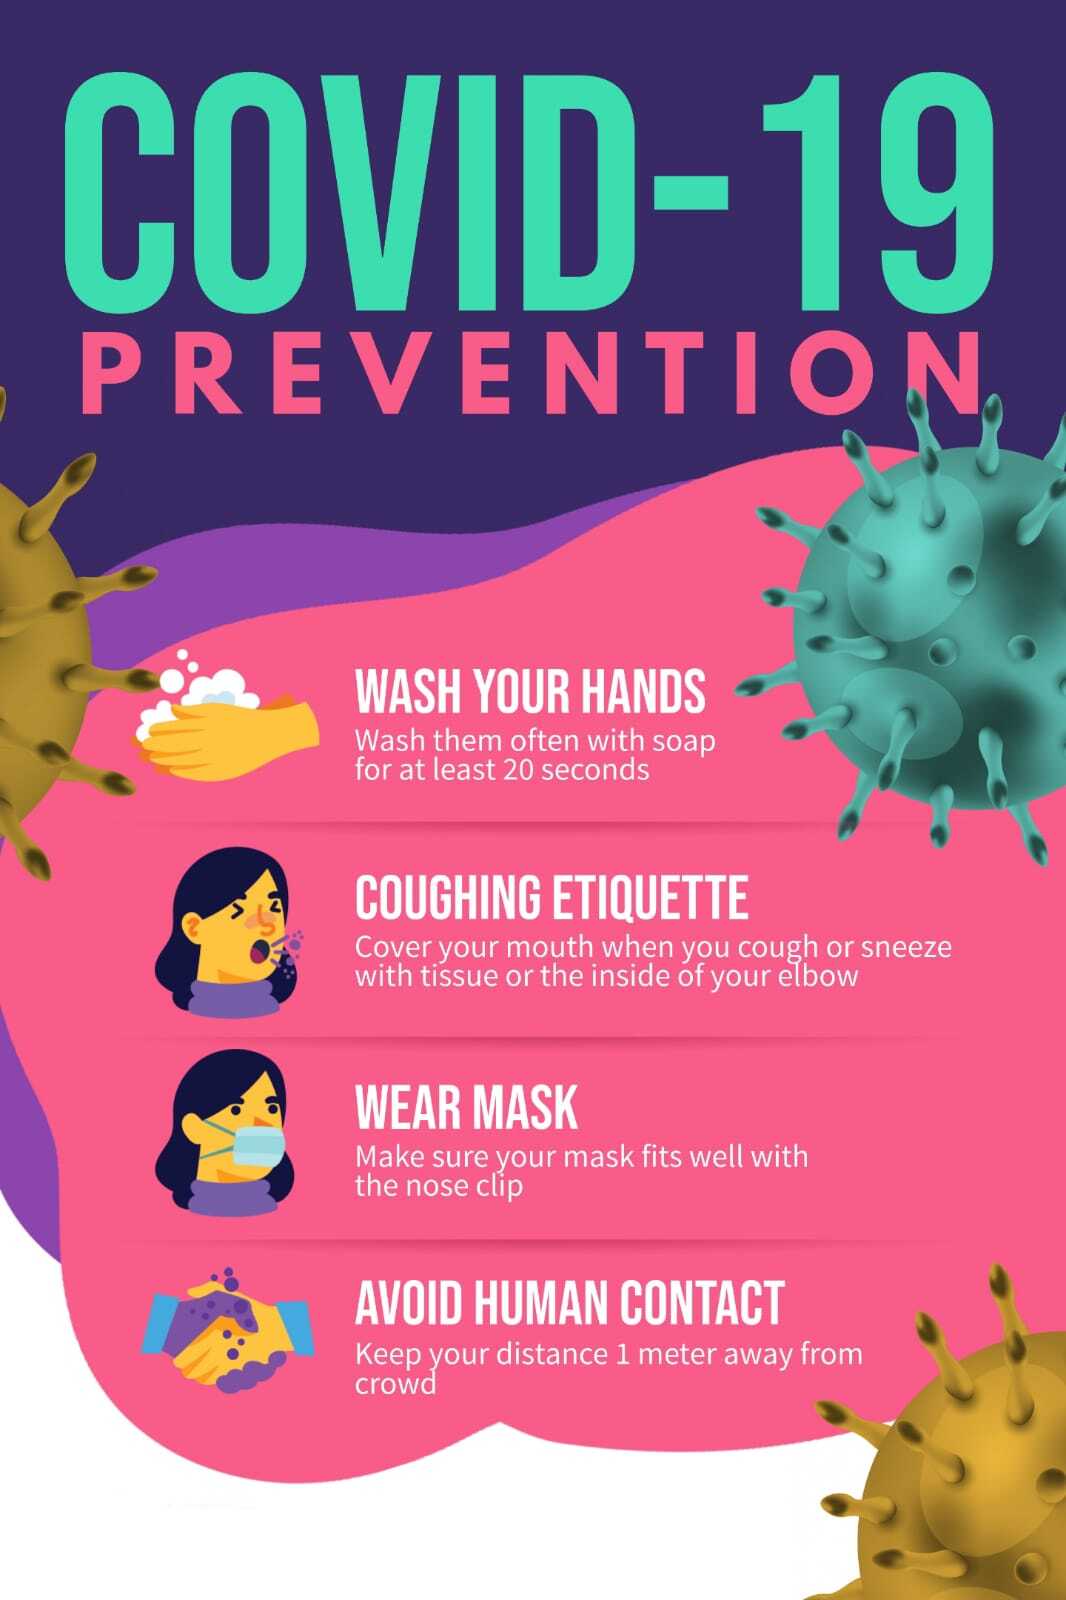 COVID-19
PREVENTION
WASH YOUR HANDS
Wash them often with soap
for at least 20 seconds
COUGHING ETIQUETTE
Cover your mouth when you cough or sneeze
with tissue or the inside of your elbow
WEAR MASK
Make sure your mask fits well with
the nose clip
AVOID HUMAN CONTACT
Keep your distance 1 meter away from
crowd